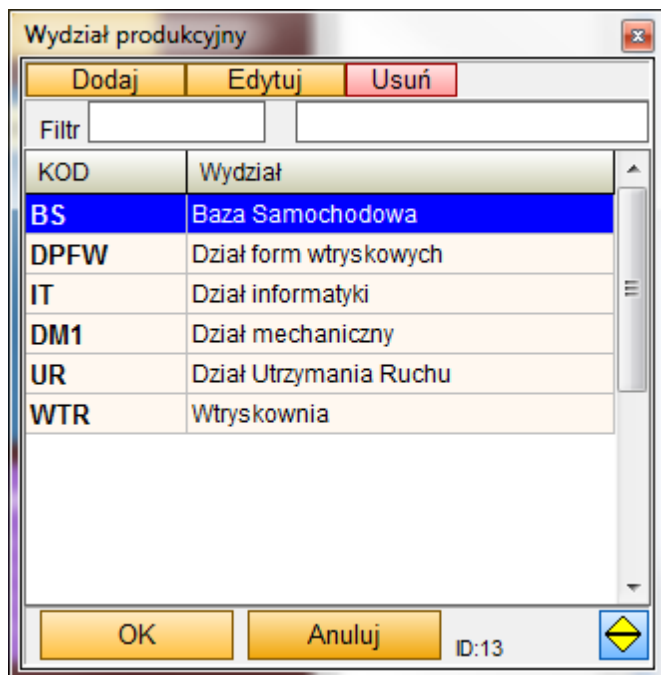 Wydział produkcyjny
Dodaj Edytuj Usuń
Filtr
KOD Wydział
BS Baza Samochodowa
DPFW Dział form wtryskowych
IT Dział informatyki
DM1 Dział mechaniczny
UR Dział Utrzymania Ruchu
WTR Wtryskownia
OK Anuluj ID:13